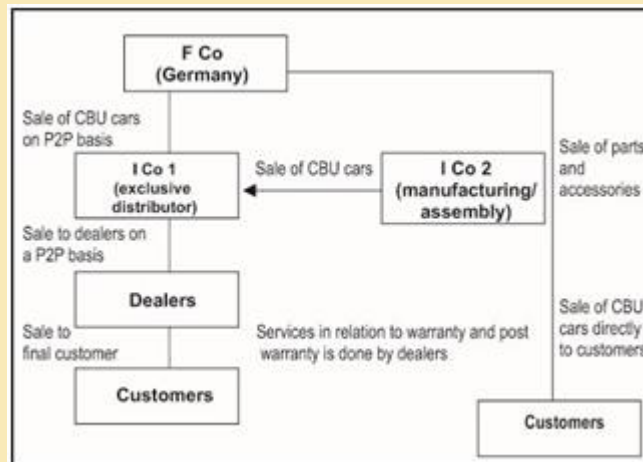 F Co
(Germany)
Sale of CBU cars
on P2P basis
I Co 1
(exclusive
distributor)
Sale of CBU cars
I Co 2
(manufacturing/
assembly)
Sale of parts
and
accessories
Sale to dealers on
a P2P basis
Dealers
Sale to
final customer
Services in relation to warranty and post
warranty is done by dealers
Sale of CBU
cars directly
to customers
Customers
Customers